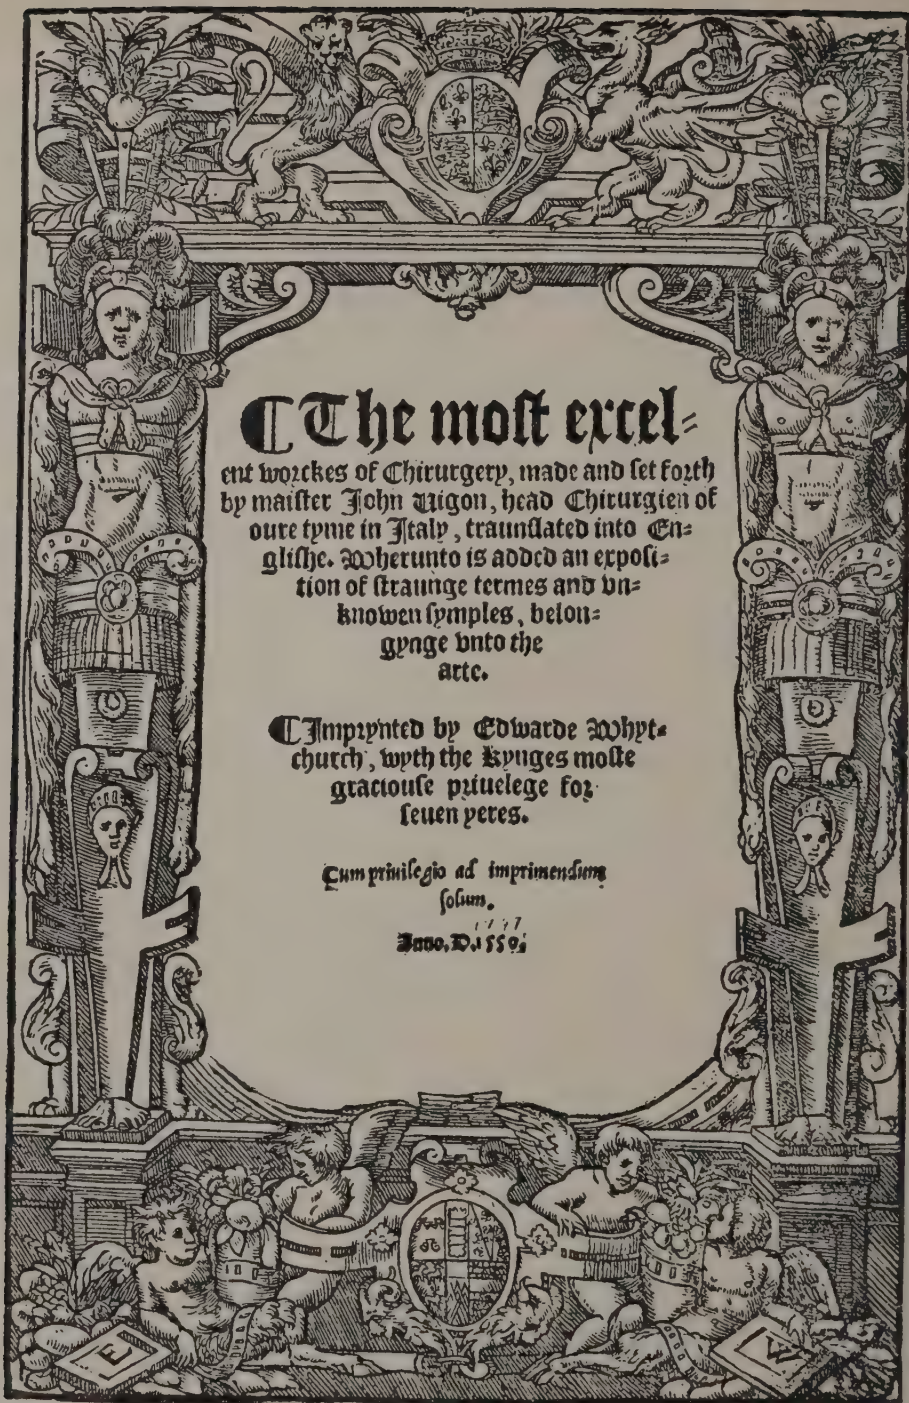 ¶The most excel-
ent worckes of Chirurgery, made and set forth
by maister John Uigon, head Chirurgien of
oure tyme in Italy, traunslated into En-
glishe. Wherunto is added an exposi-
tion of straunge termes and vn-
knowen symples, belon-
gynge vnto the
arte.
¶Imprynted by Edwarde Whyt-
church, wyth the kynges moste
graciouse priuelege for
seuen yeres.
Cum priuilegio ad imprimendum
solum.
Anno. D. 1550.
E
W